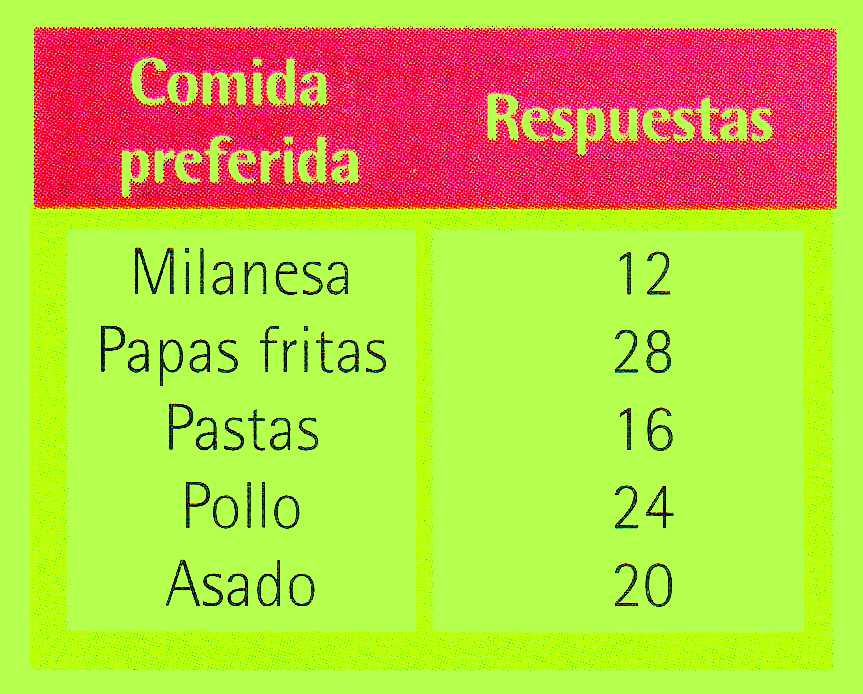 Comida preferida Respuestas
Milanesa 12
Papas fritas 28
Pastas 16
Pollo 24
Asado 20